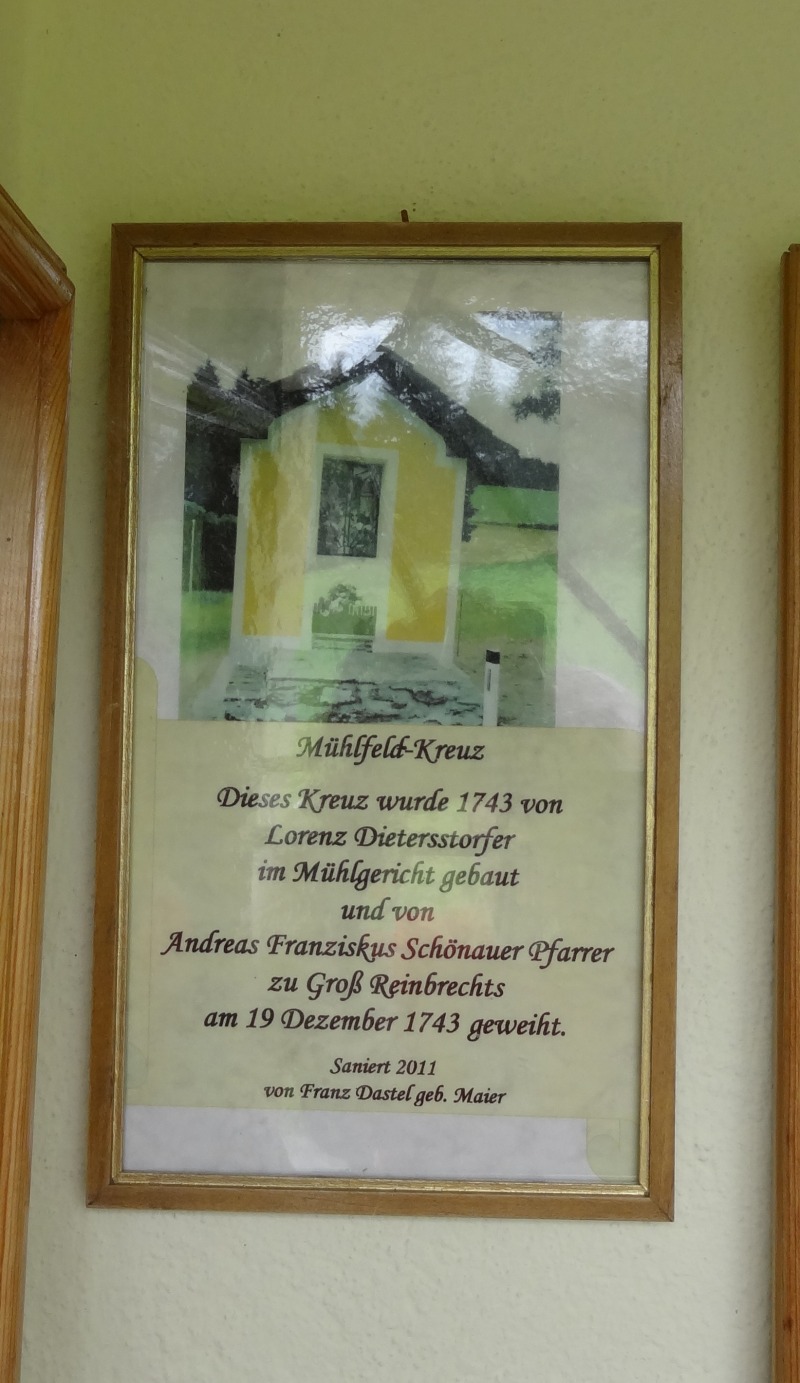 Mühlfeld-Kreuz
Dieses Kreuz wurde 1743 von
Lorenz Dietersstorfer
im Mühlgericht gebaut
und von
Andreas Franziskus Schönauer Pfarrer
zu Groß Reinbrechts
am 19 Dezember 1743 geweiht.
Saniert 2011
von Franz Dastel geb. Maier